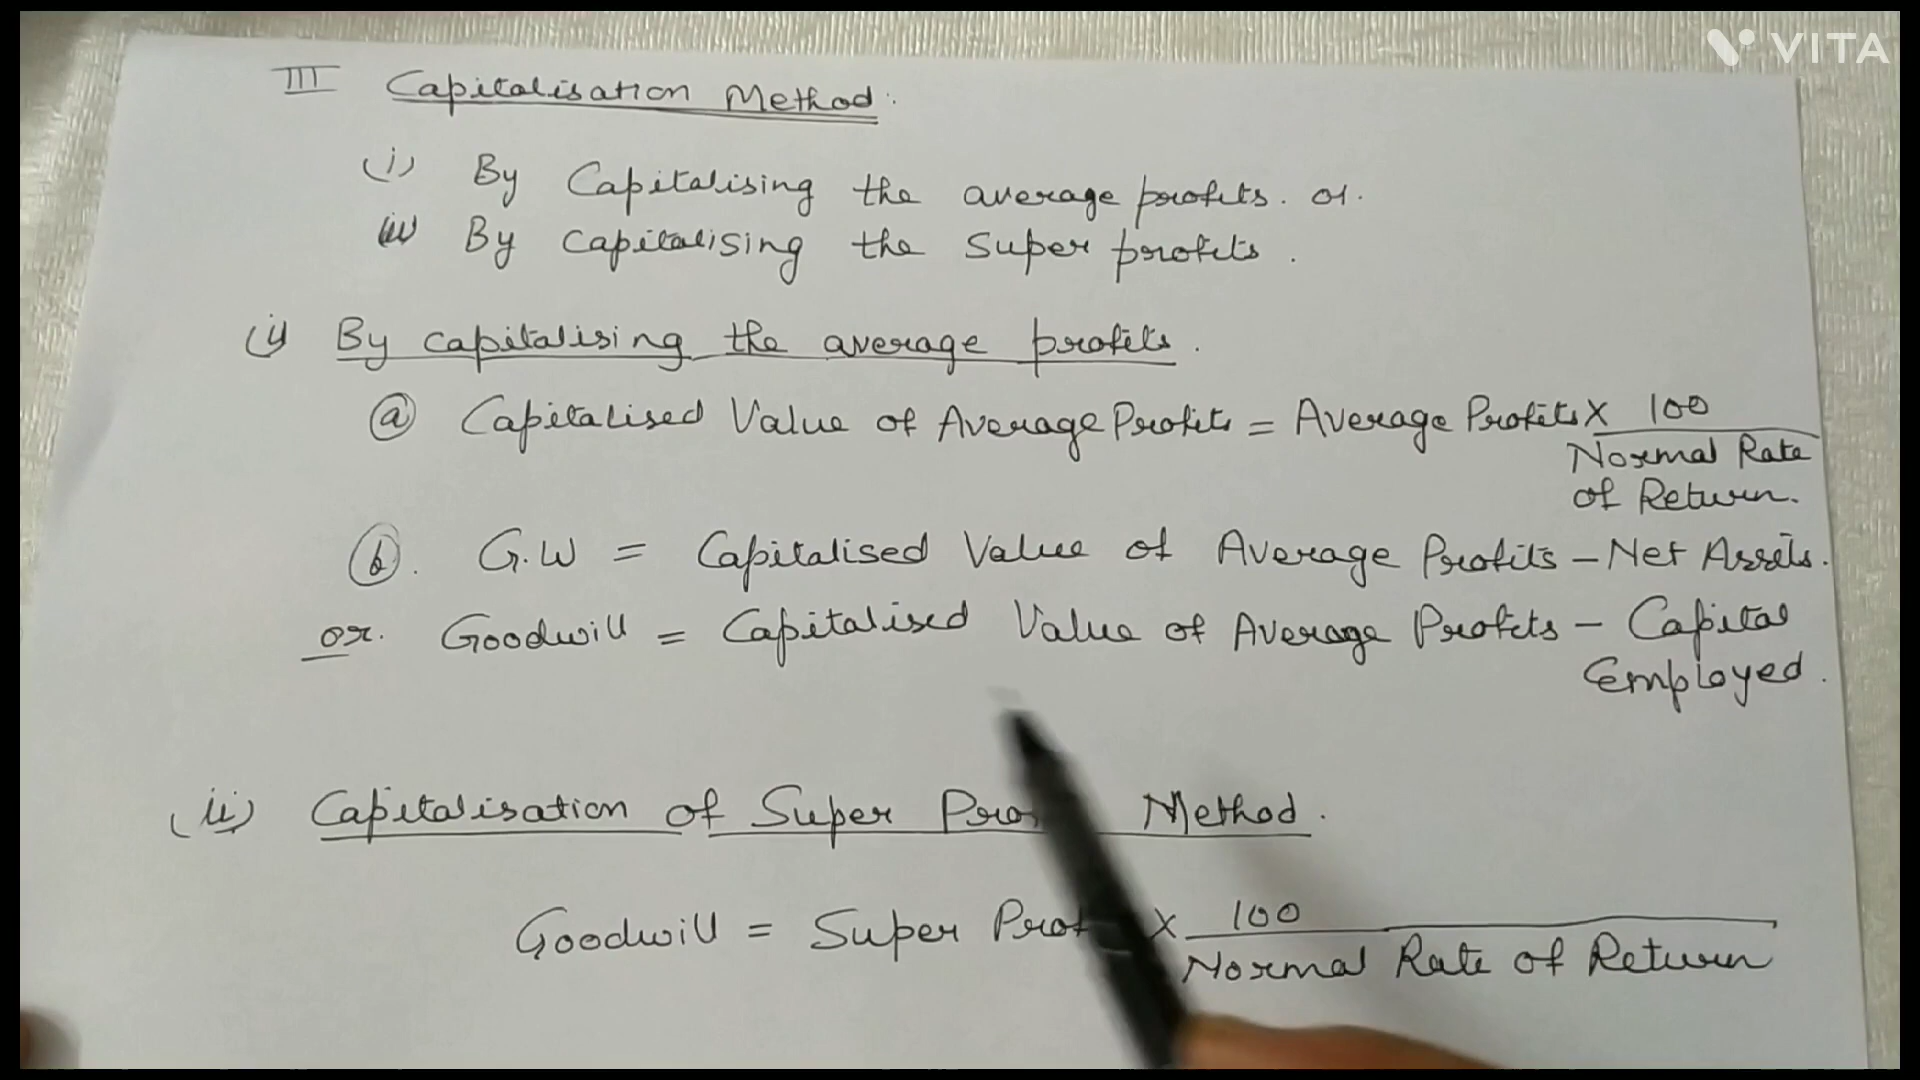 VITA
III Capitalisation Method.
(i) By Capitalising the average profits. or.
(ii) By capitalising the super profits.
(i) By capitalising the average profits.
(a) Capitalised Value of Average Profits = Average Profits X 100
Normal Rate
of Return.
(b). G.W = Capitalised Value of Average Profits - Net Assets.
or. Goodwill = Capitalised Value of Average Profits - Capital
Employed.
(ii) Capitalisation of Super Method.
Goodwill = Super X 100
Normal Rate of Return